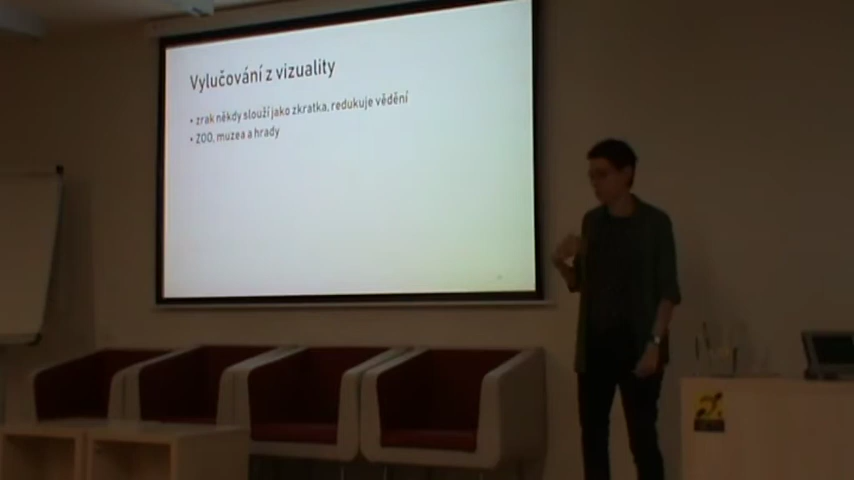 Vylučování z vizuality
• zrak někdy slouží jako zkratka, redukuje vědění
• ZOO, muzea a hrady